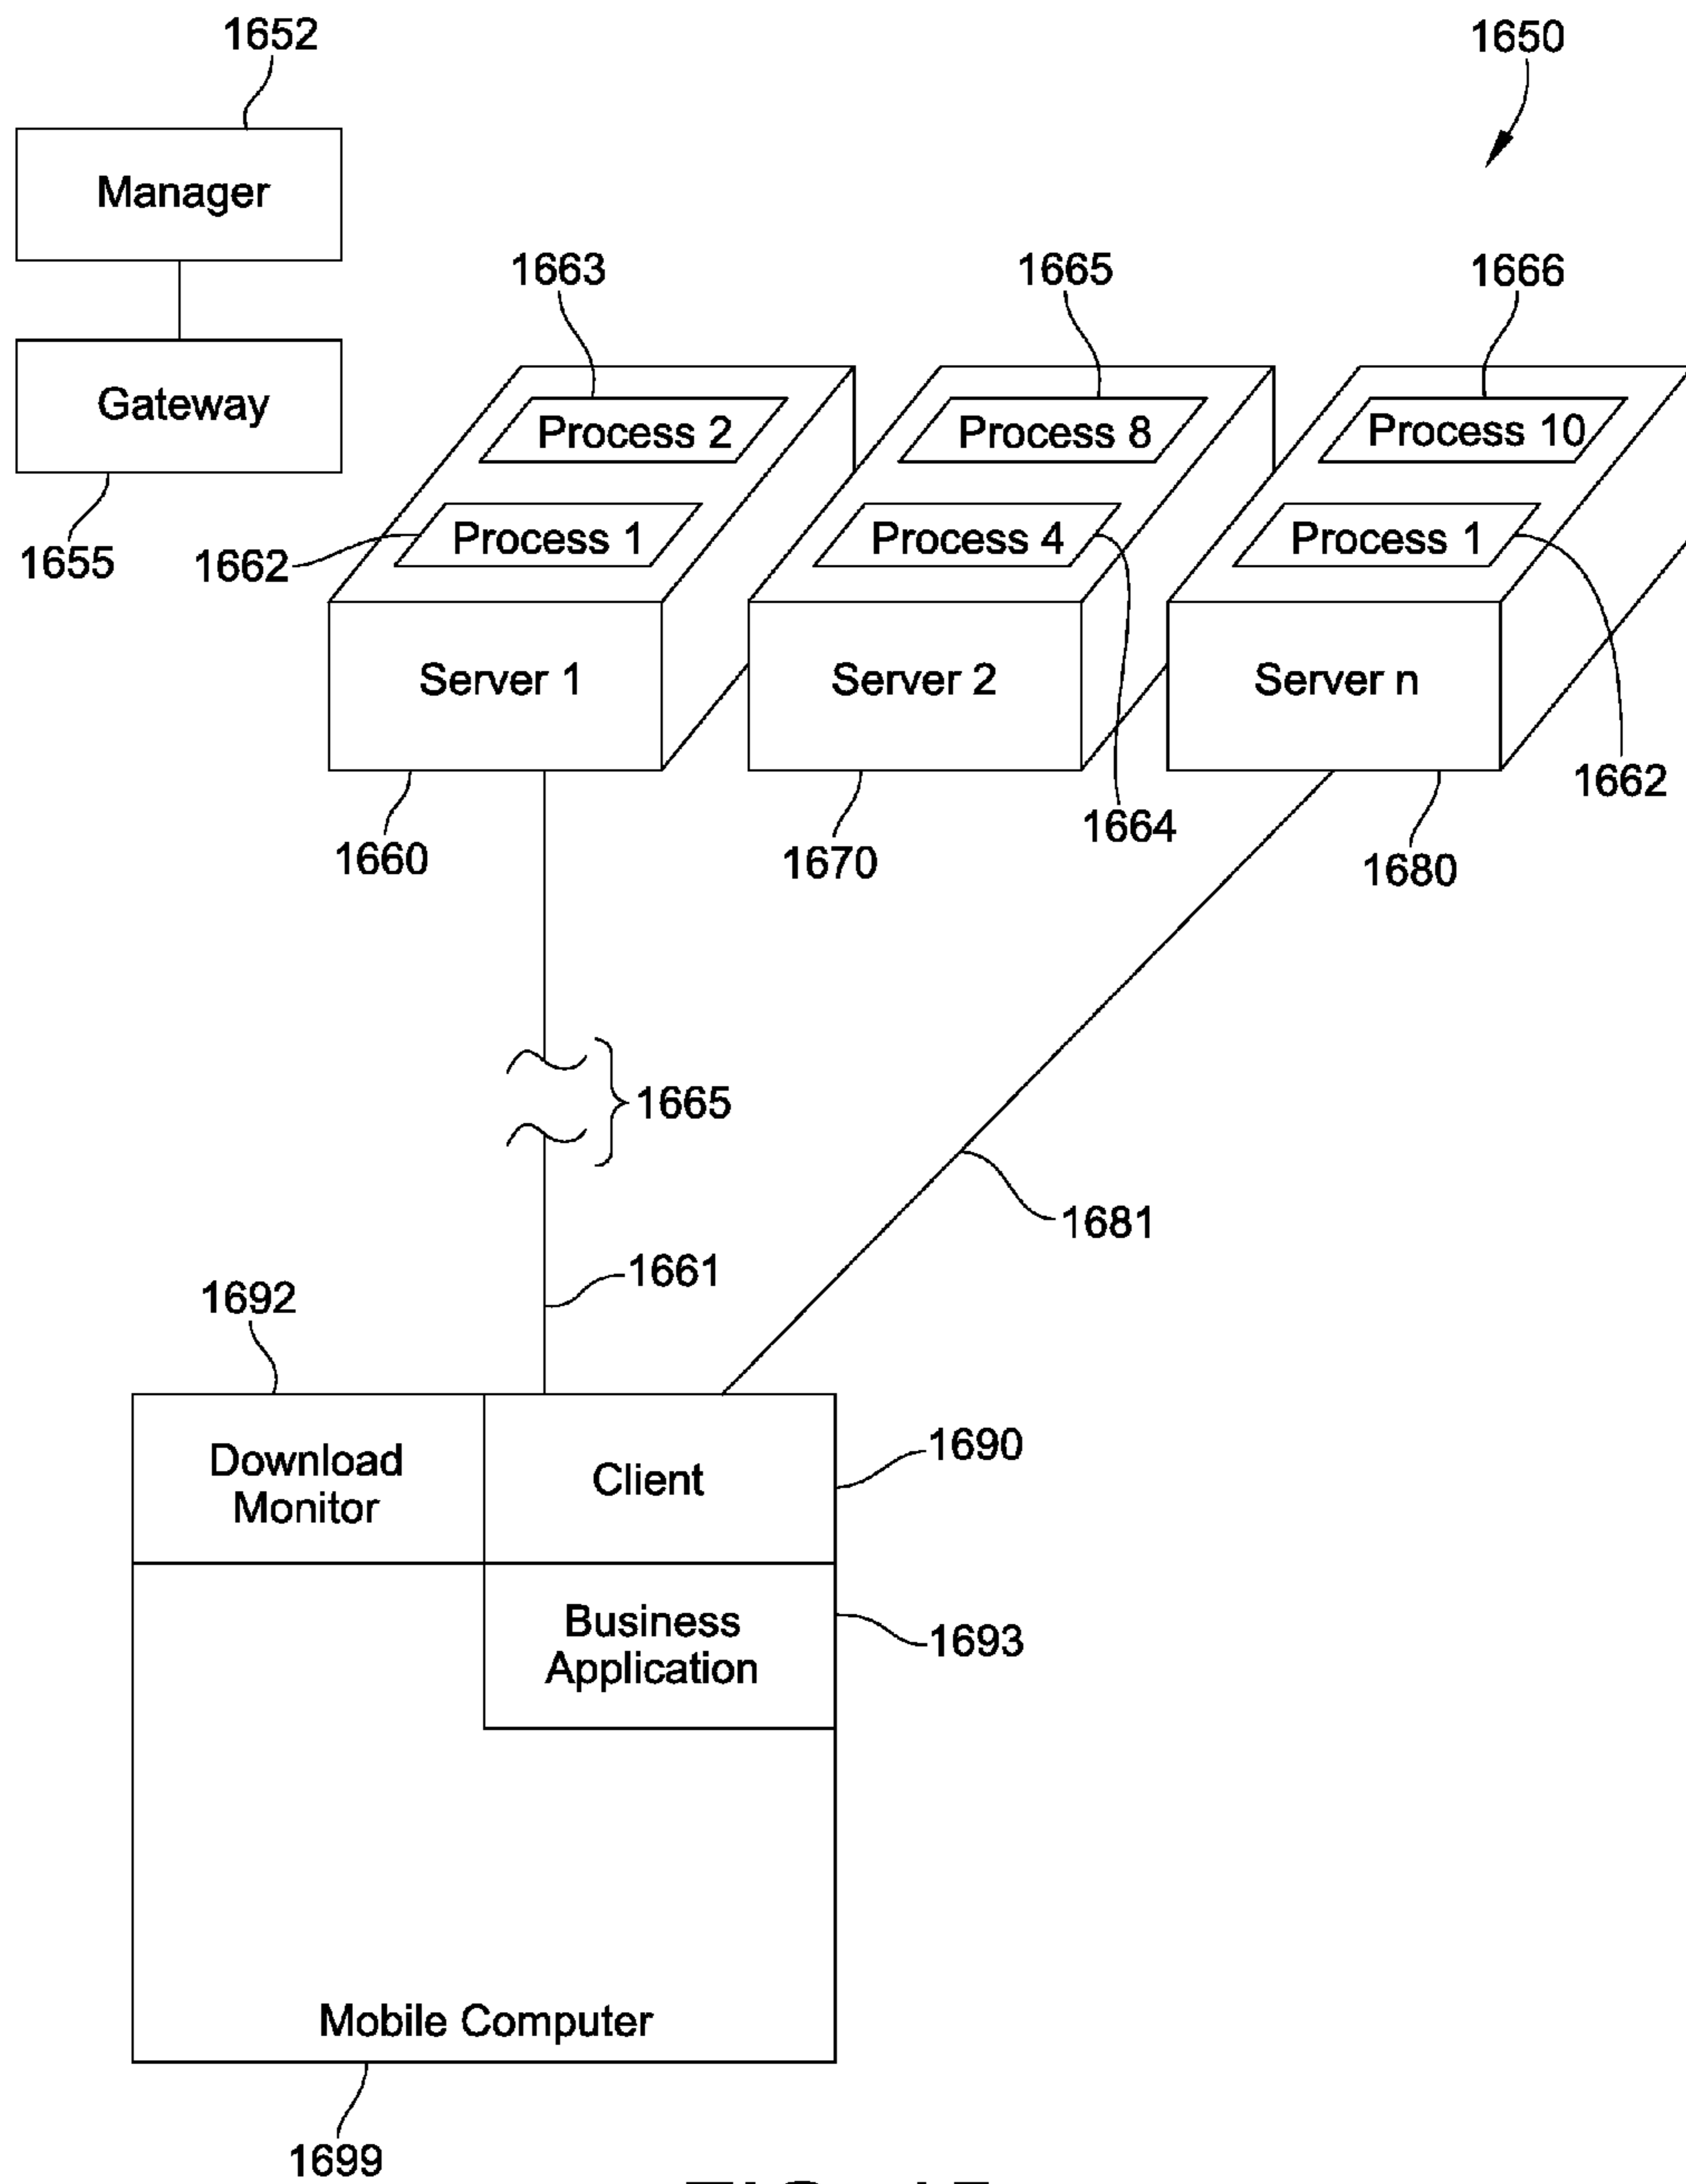 1652
1650
Manager
1663
1665
1666
Gateway
Process 2
Process 8
Process 10
1655
1662
Process 1
Process 4
Process 1
Server 1
Server 2
Server n
1662
1664
1660
1670
1680
1665
1681
1661
1692
Download
Monitor
Client
1690
Business
Application
1693
Mobile Computer
1699